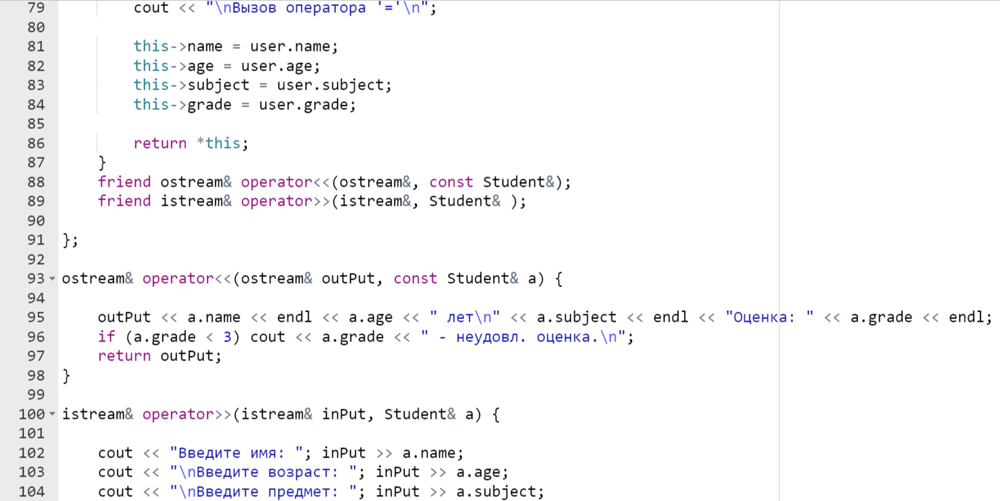 79 cout << "\nВызов оператора '='\n";
80
81 this->name = user.name;
82 this->age = user.age;
83 this->subject = user.subject;
84 this->grade = user.grade;
85
86 return *this;
87 }
88 friend ostream& operator<<(ostream&, const Student&);
89 friend istream& operator>>(istream&, Student& );
90
91 };
92
93 ostream& operator<<(ostream& outPut, const Student& a) {
94
95 outPut << a.name << endl << a.age << " лет\n" << a.subject << endl << "Оценка: " << a.grade << endl;
96 if (a.grade < 3) cout << a.grade << " - неудовл. оценка.\n";
97 return outPut;
98 }
99
100 istream& operator>>(istream& inPut, Student& a) {
101
102 cout << "Введите имя: "; inPut >> a.name;
103 cout << "\nВведите возраст: "; inPut >> a.age;
104 cout << "\nВведите предмет: "; inPut >> a.subject;